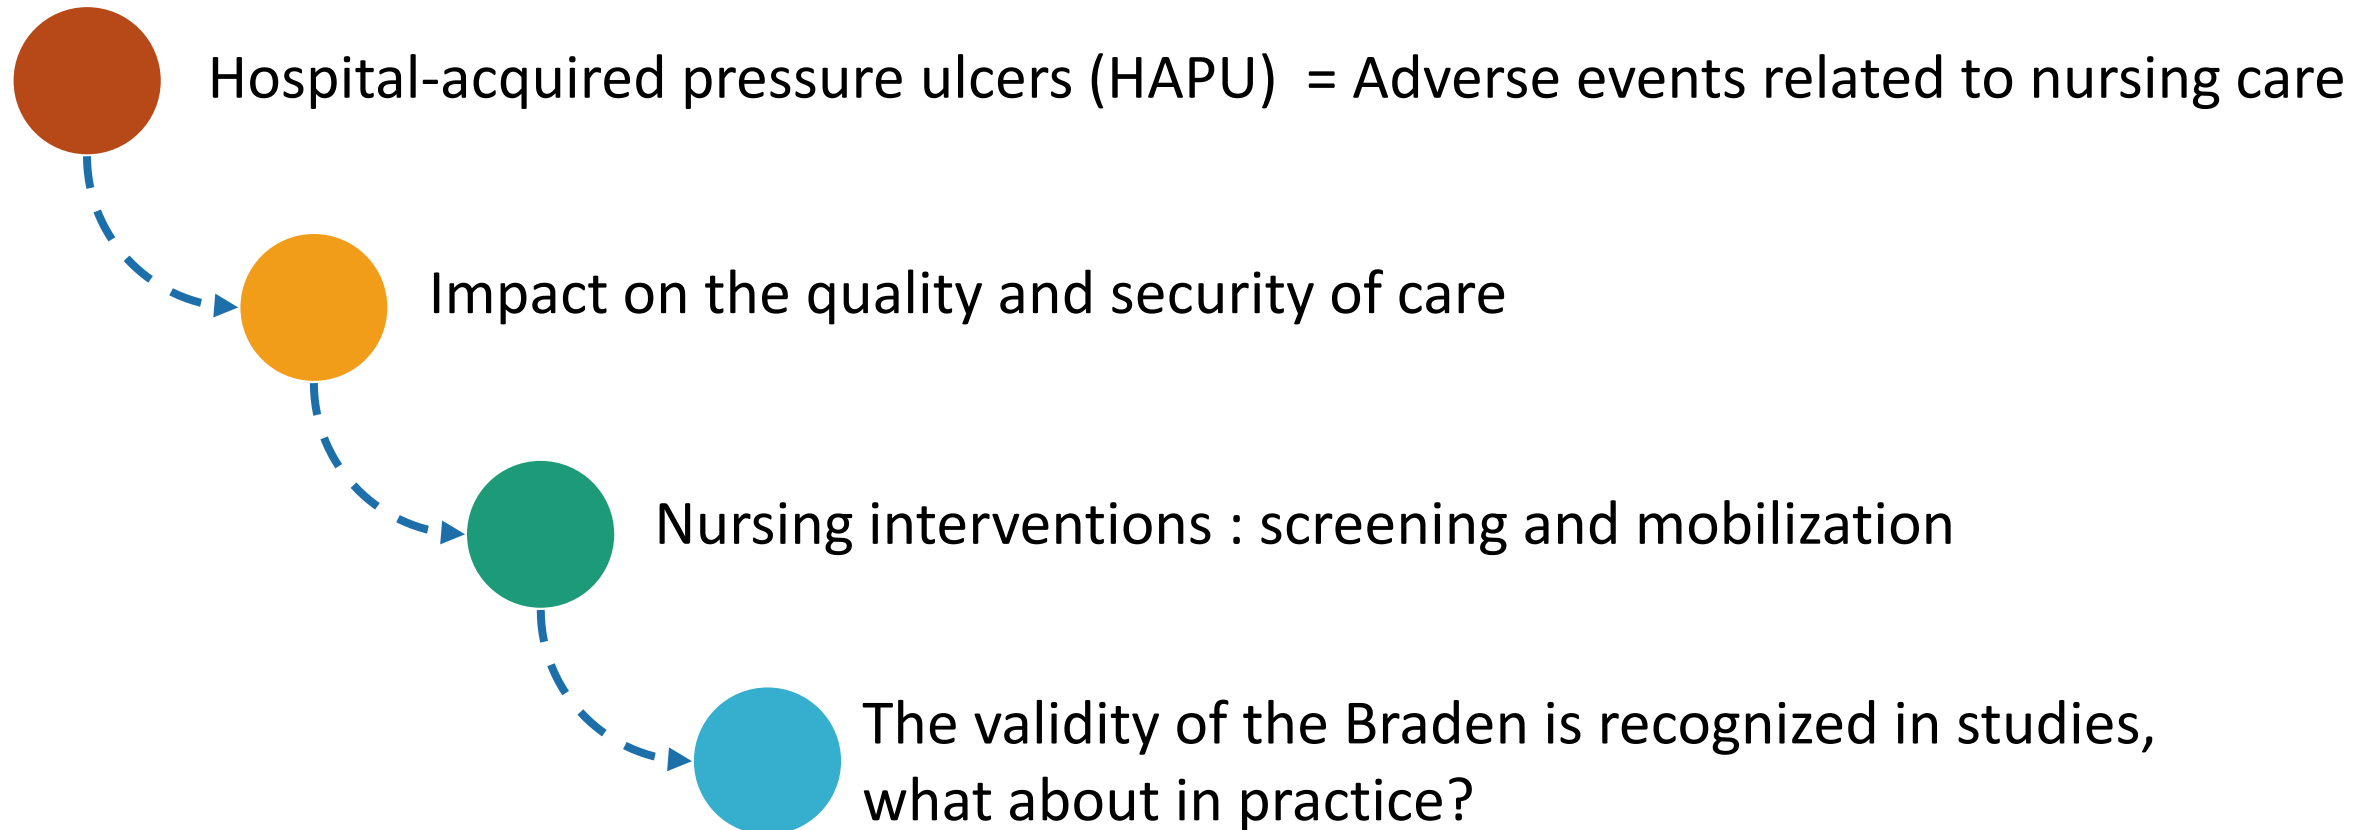 Hospital-acquired pressure ulcers (HAPU)  = Adverse events related to nursing care
Impact on the quality and security of care
Nursing interventions : screening and mobilization
The validity of the Braden is recognized in studies,
what about in practice?